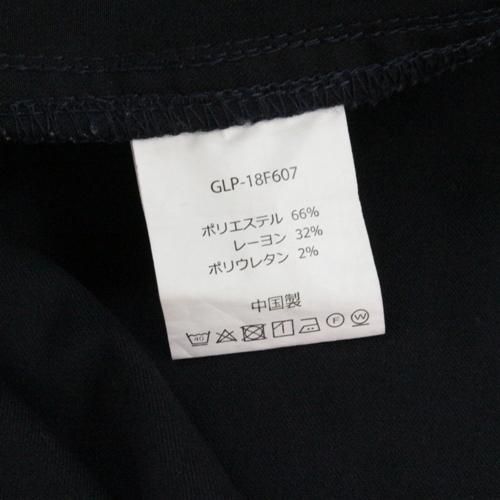 GLP-18F607
ポリエステル 66%
レーヨン 32%
ポリウレタン 2%
中国製
40 F W